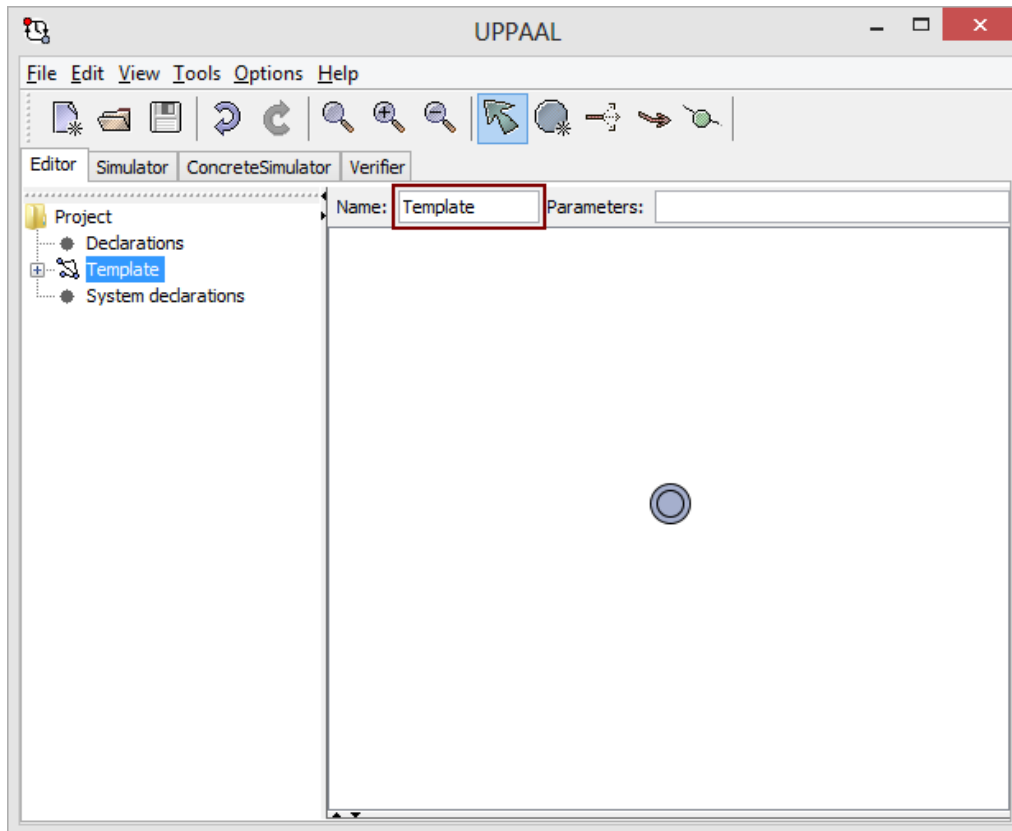 UPPAAL
File Edit View Tools Options Help
Editor Simulator ConcreteSimulator Verifier
Project
Declarations
Template
System declarations
Name: Template Parameters: